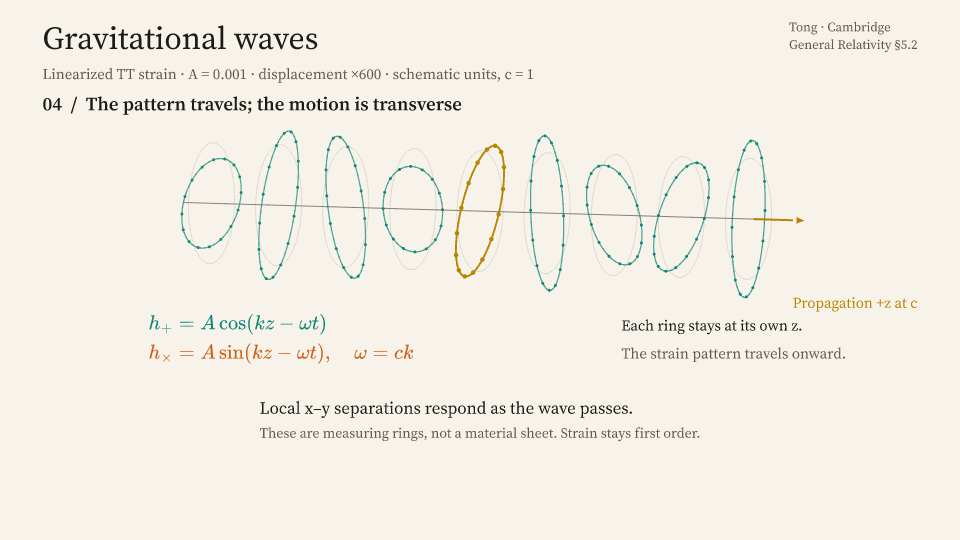 Gravitational waves
Tong · Cambridge
General Relativity §5.2
Linearized TT strain · A = 0.001 · displacement ×600 · schematic units, c = 1
04 / The pattern travels; the motion is transverse
Propagation +z at c
h₊ = A cos(kz − ωt)
h× = A sin(kz − ωt), ω = ck
Each ring stays at its own z.
The strain pattern travels onward.
Local x–y separations respond as the wave passes.
These are measuring rings, not a material sheet. Strain stays first order.